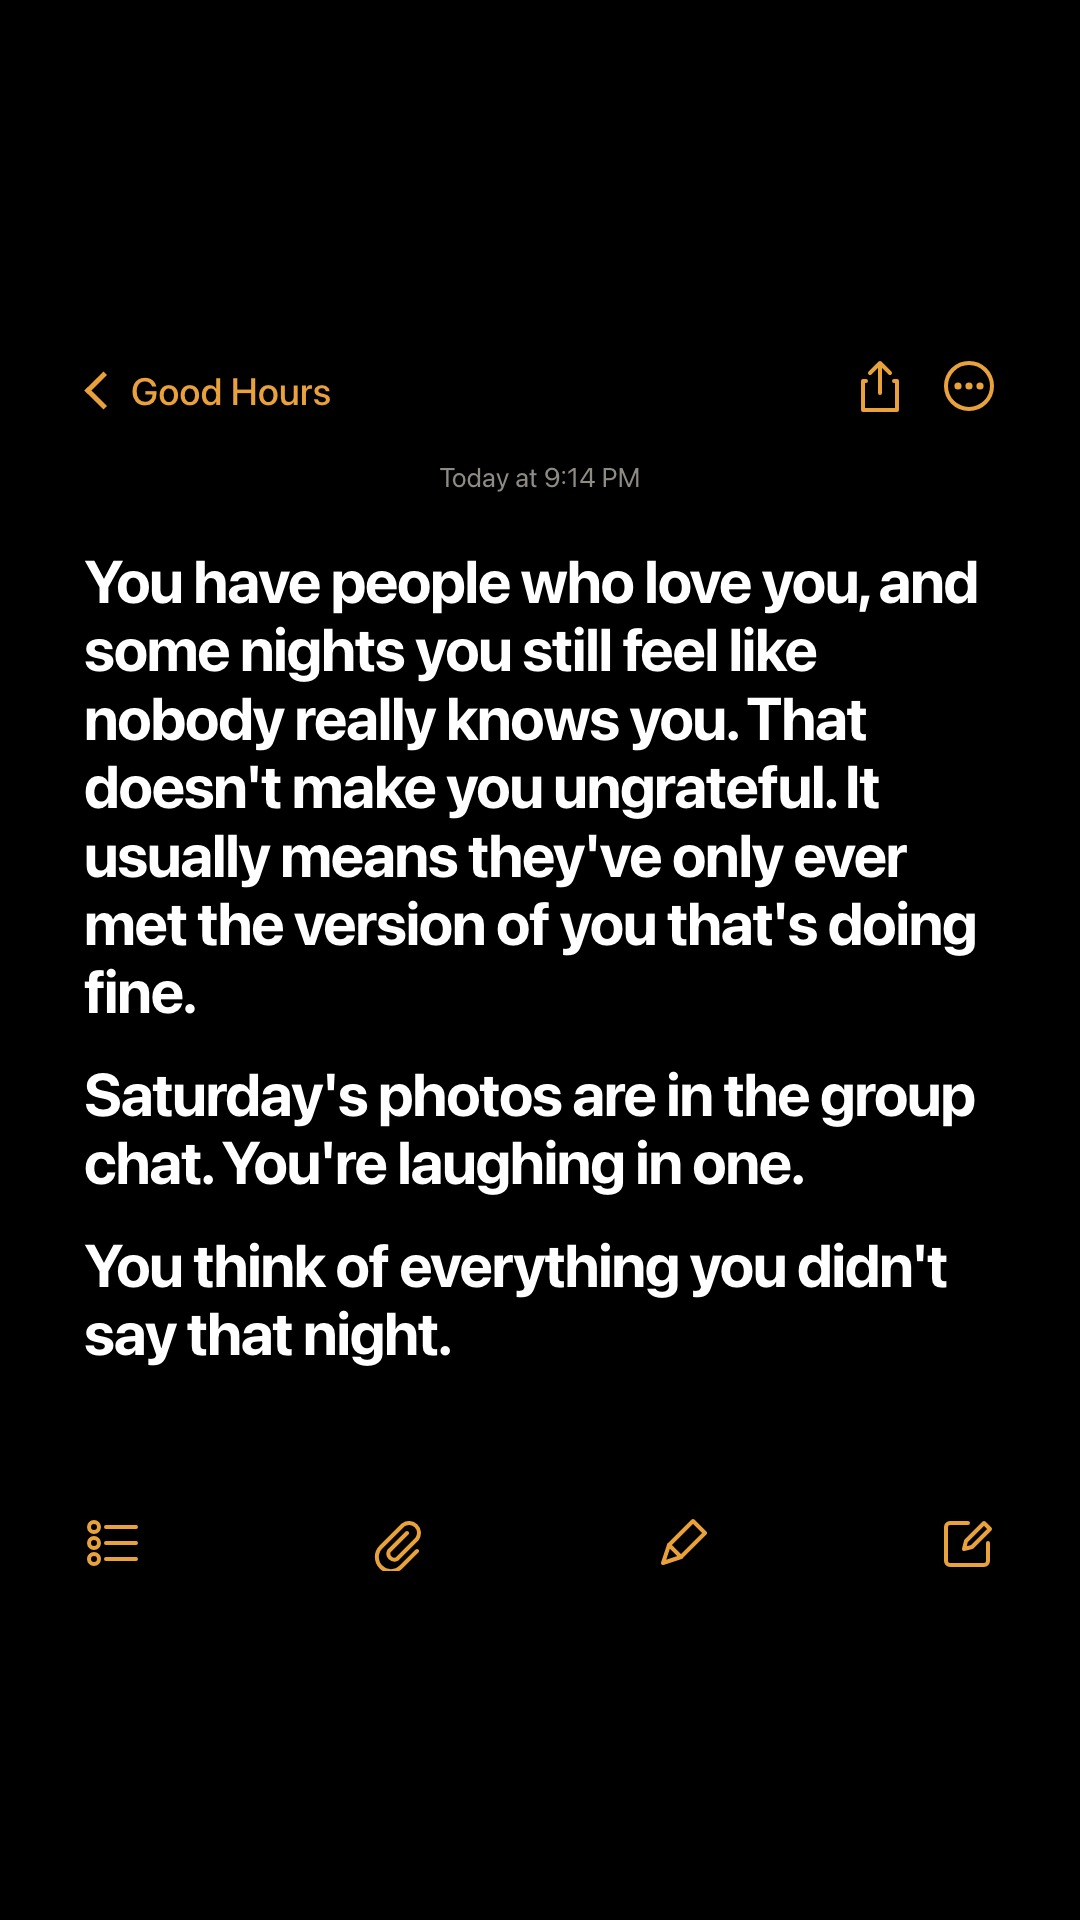 Good Hours
Today at 9:14 PM
You have people who love you, and
some nights you still feel like
nobody really knows you. That
doesn't make you ungrateful. It
usually means they've only ever
met the version of you that's doing
fine.
Saturday's photos are in the group
chat. You're laughing in one.
You think of everything you didn't
say that night.